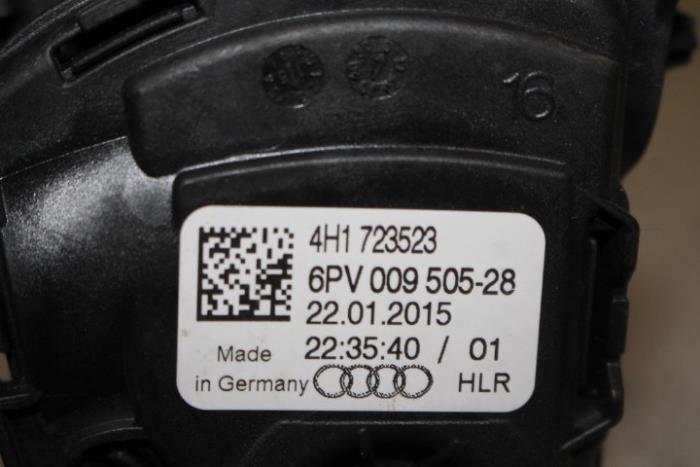 16
4H1 723523
6PV 009 505-28
22.01.2015
22:35:40 / 01
Made
in Germany
HLR